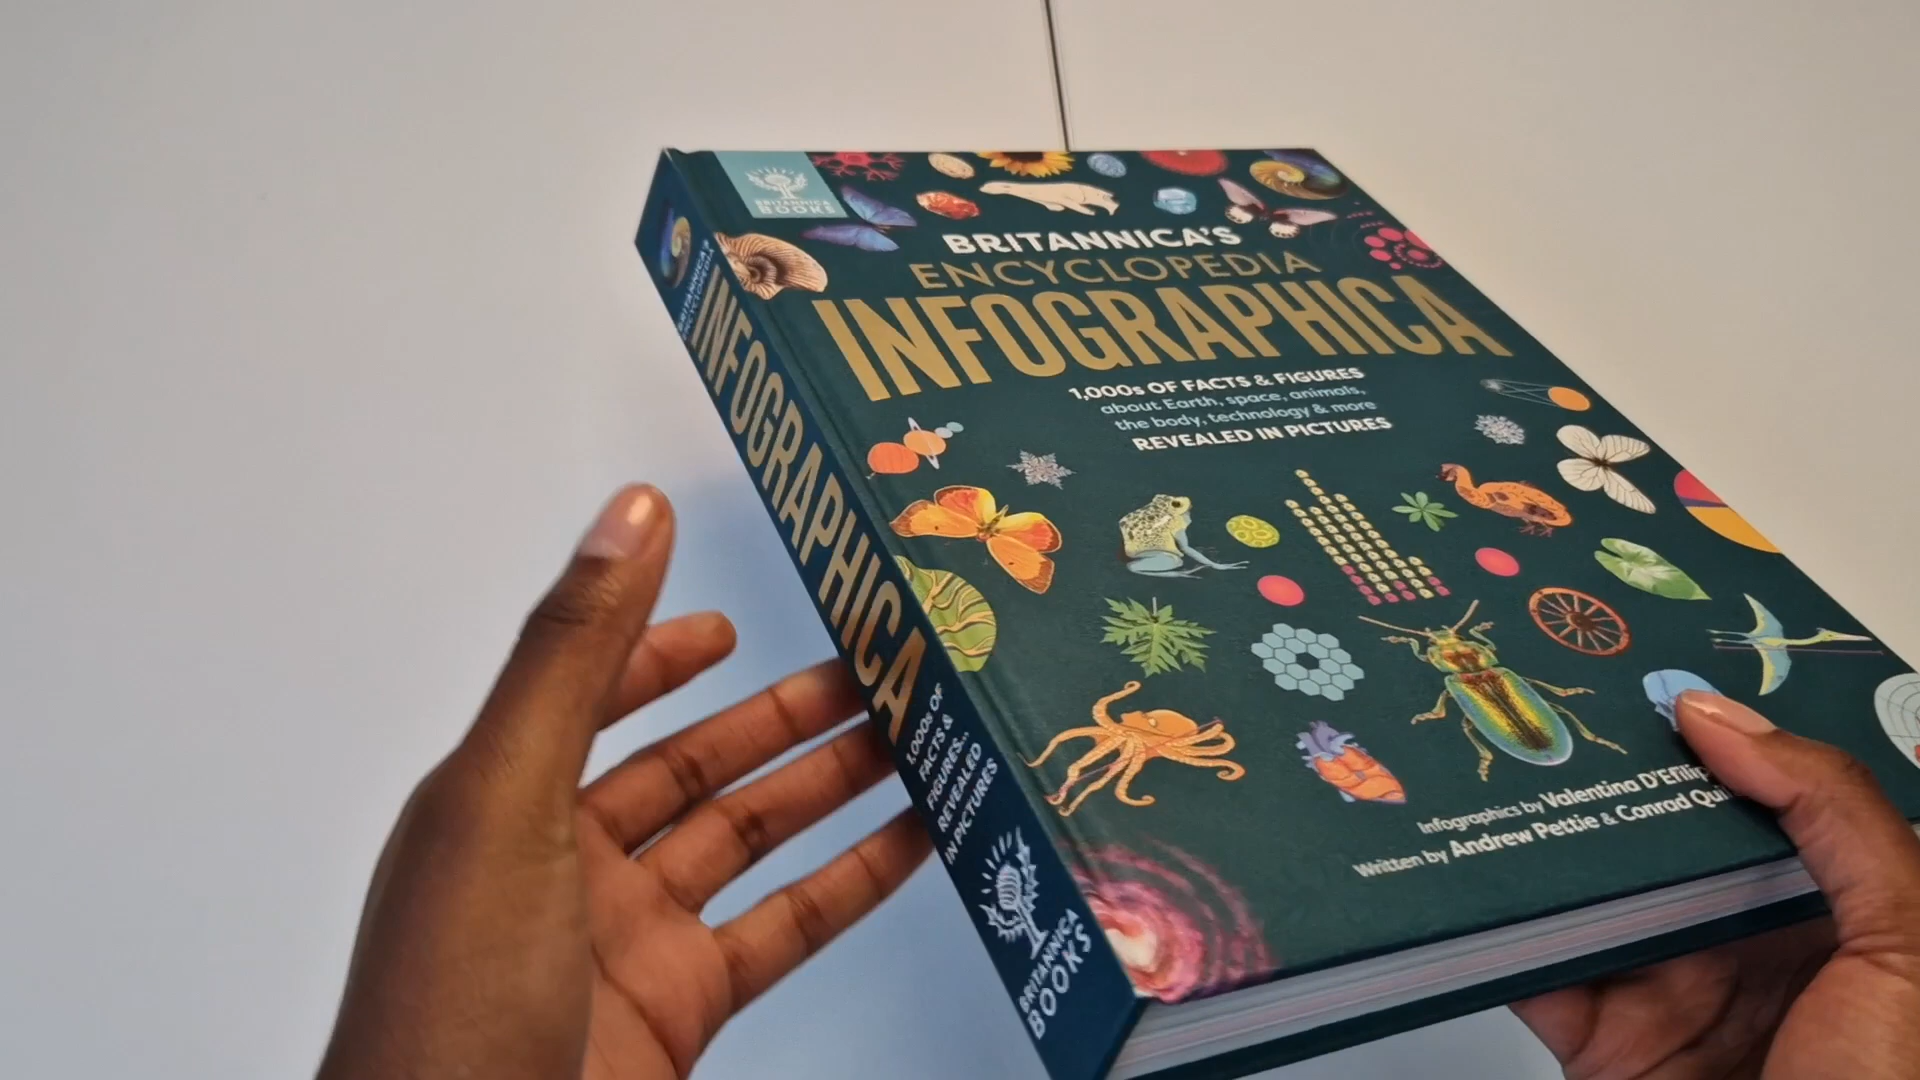 BRITANNICA
BOOKS
BRITANNICA'S
ENCYCLOPEDIA
INFOGRAPHICA
1,000s OF FACTS & FIGURES
about Earth, space, animals,
the body, technology & more
REVEALED IN PICTURES
Infographics by Valentina
Written by Andrew Pettie & Conrad
BRITANNICA'S
ENCYCLOPEDIA
INFOGRAPHICA
1,000s OF
FACTS &
FIGURES...
REVEALED
IN PICTURES
BRITANNICA
BOOKS